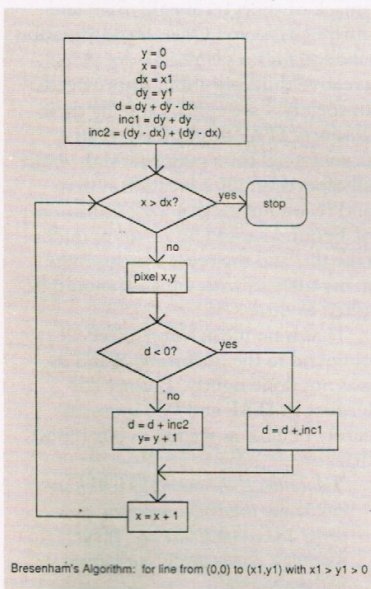 y = 0
x = 0
dx = x1
dy = y1
d = dy + dy - dx
inc1 = dy + dy
inc2 = (dy - dx) + (dy - dx)
x > dx?
yes
stop
no
pixel x,y
d < 0?
yes
no
d = d + inc2
y= y + 1
d = d +,inc1
x = x + 1
Bresenham's Algorithm: for line from (0,0) to (x1,y1) with x1 > y1 > 0